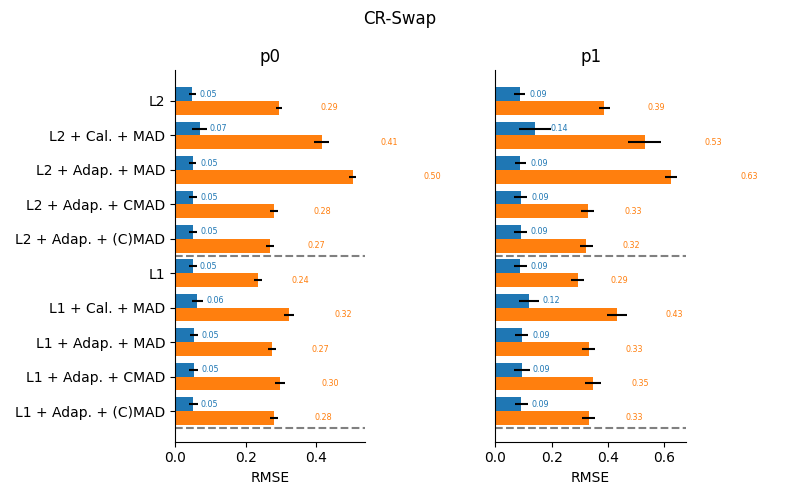 CR-Swap
p0
p1
L2
0.05
0.29
0.09
0.39
L2 + Cal. + MAD
0.07
0.41
0.14
0.53
L2 + Adap. + MAD
0.05
0.50
0.09
0.63
L2 + Adap. + CMAD
0.05
0.28
0.09
0.33
L2 + Adap. + (C)MAD
0.05
0.27
0.09
0.32
L1
0.05
0.24
0.09
0.29
L1 + Cal. + MAD
0.06
0.32
0.12
0.43
L1 + Adap. + MAD
0.05
0.27
0.09
0.33
L1 + Adap. + CMAD
0.05
0.30
0.09
0.35
L1 + Adap. + (C)MAD
0.05
0.28
0.09
0.33
0.0 0.2 0.4
0.0 0.2 0.4 0.6
RMSE
RMSE